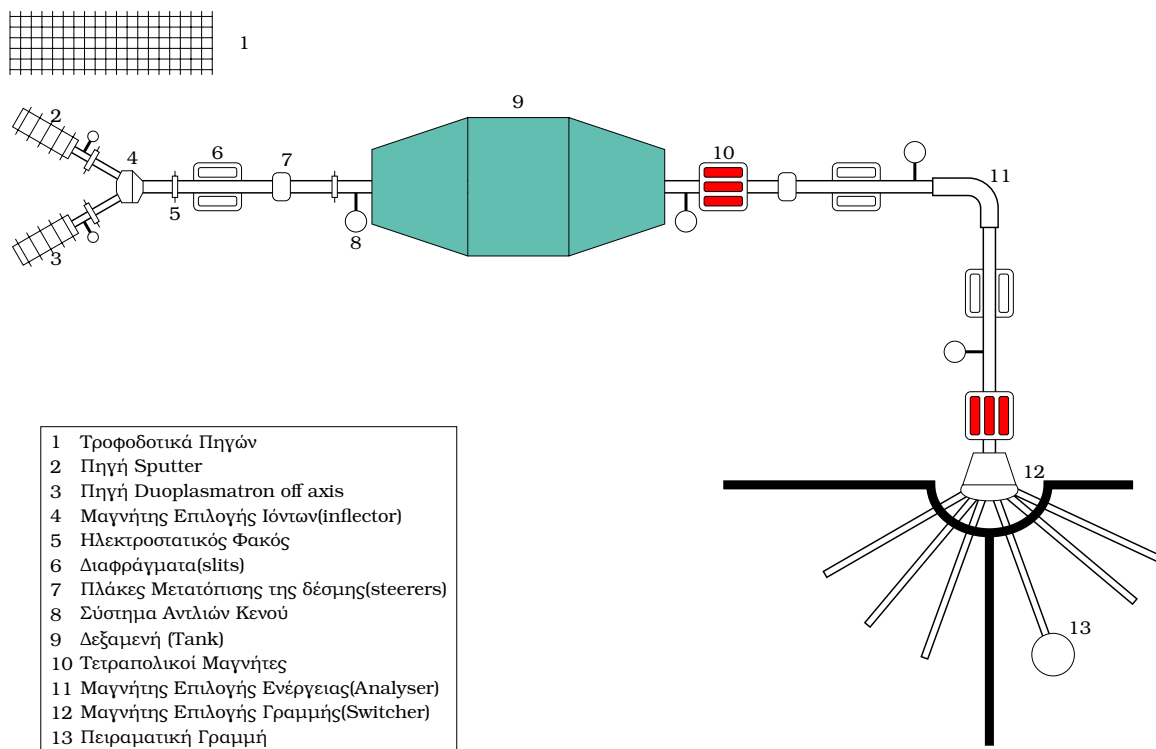 1
2
9
4
6
7
10
11
5
8
3
12
13
1 Τροφοδοτικά Πηγών
2 Πηγή Sputter
3 Πηγή Duoplasmatron off axis
4 Μαγνήτης Επιλογής Ιόντων(inflector)
5 Ηλεκτροστατικός Φακός
6 Διαφράγματα(slits)
7 Πλάκες Μετατόπισης της δέσμης(steerers)
8 Σύστημα Αντλιών Κενού
9 Δεξαμενή (Tank)
10 Τετραπολικοί Μαγνήτες
11 Μαγνήτης Επιλογής Ενέργειας(Analyser)
12 Μαγνήτης Επιλογής Γραμμής(Switcher)
13 Πειραματική Γραμμή